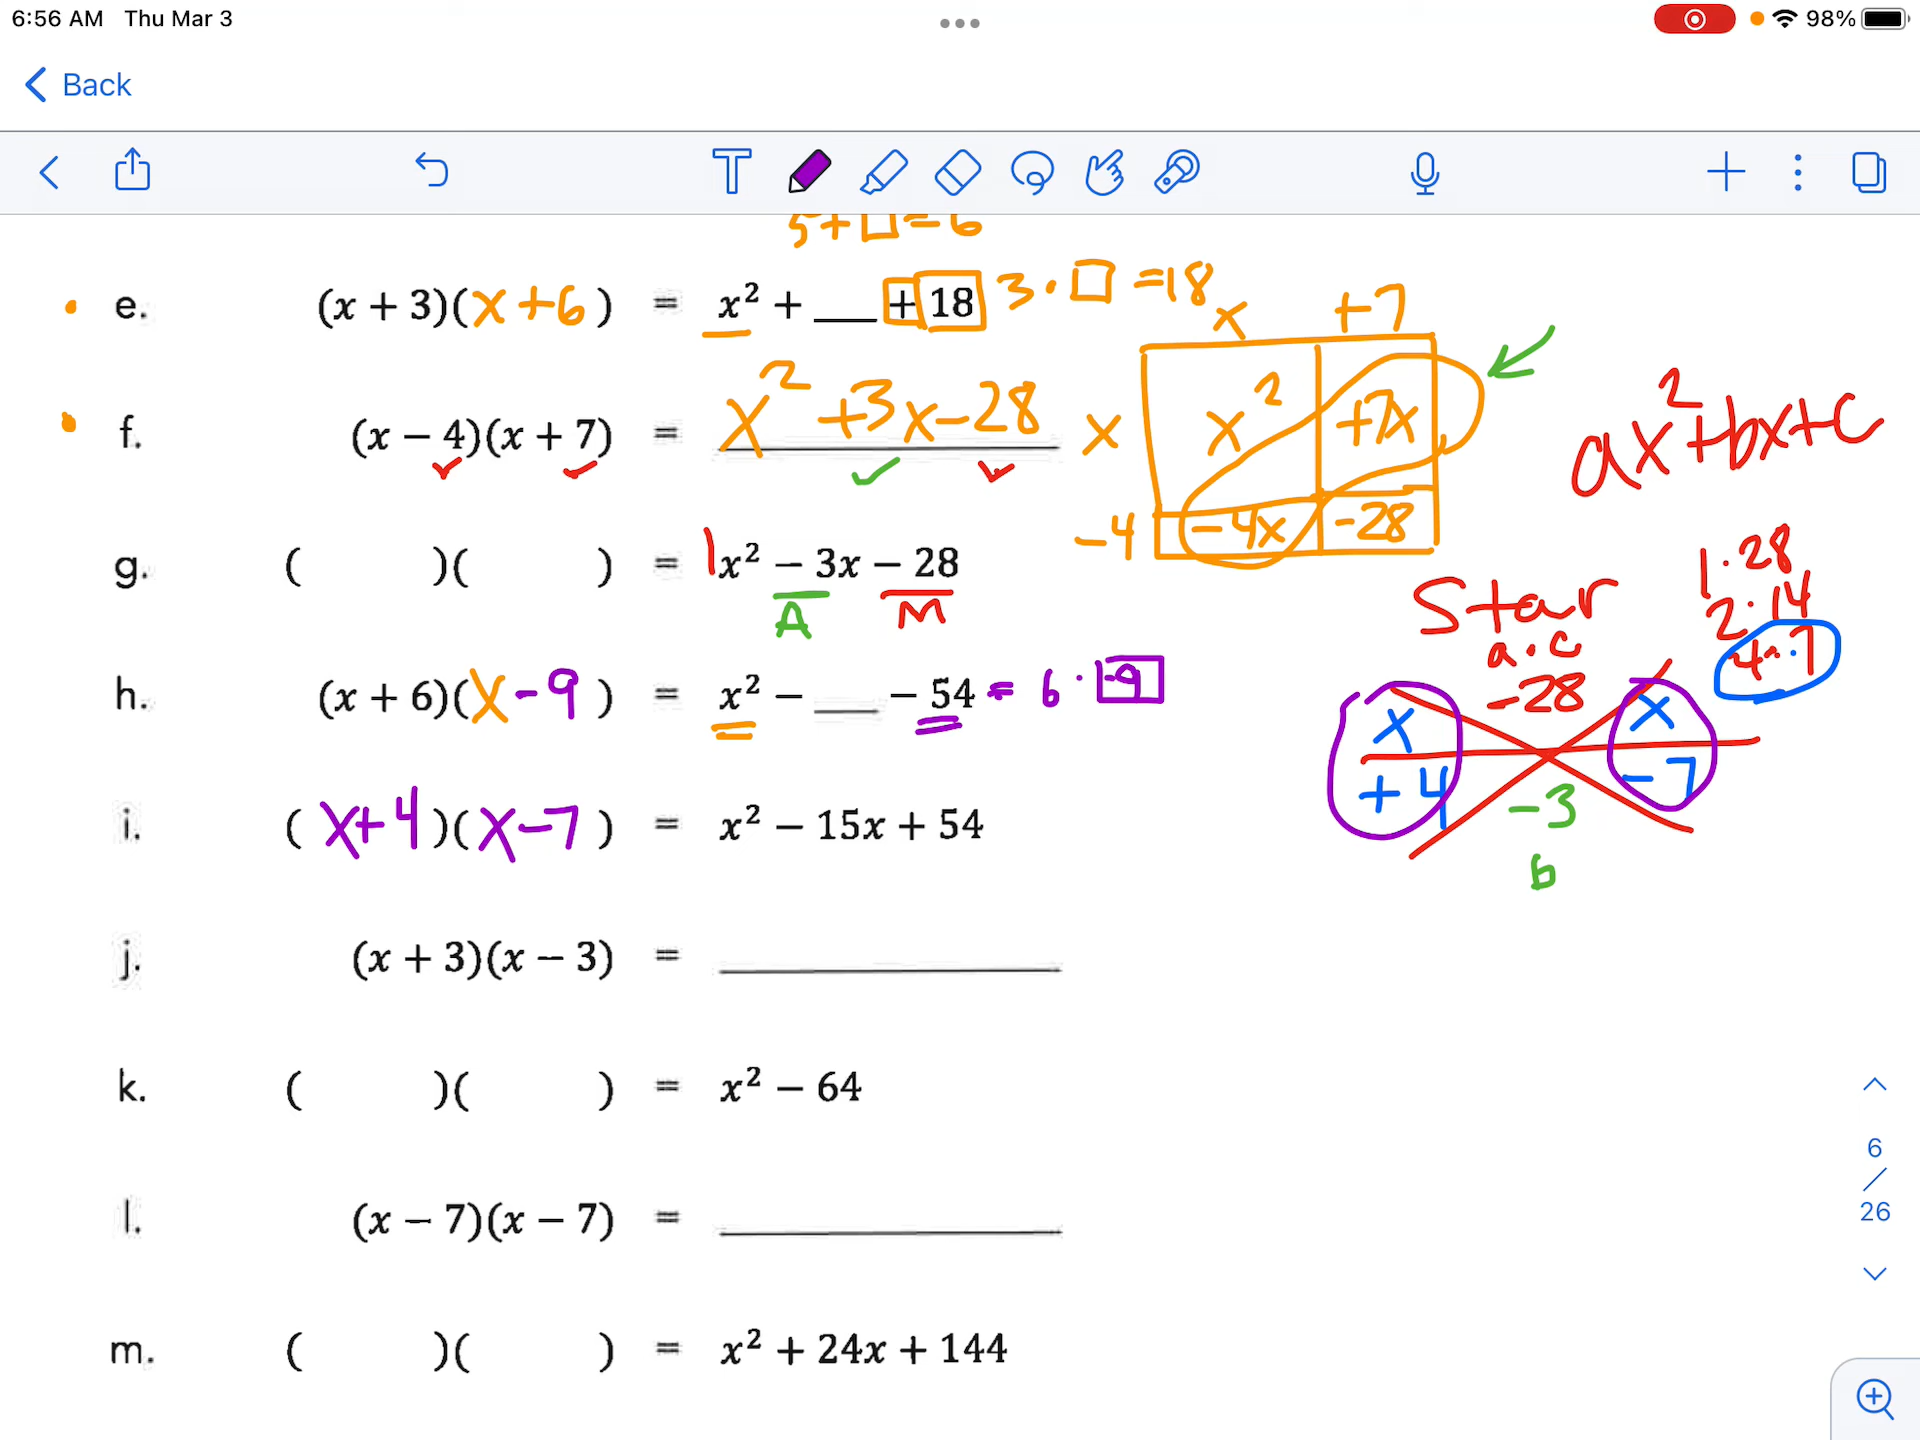 6:56 AM Thu Mar 3
98%
Back
5+□=6
e. (x + 3)(x+6) = x² + ___ + 18 3·□=18
x +7
f. (x − 4)(x + 7) = x²+3x-28
x x² +7x
-4 -4x -28
ax²+bx+c
g. ( )( ) = 1x² − 3x − 28
A M
Star
a·c
-28
1·28
2·14
4·7
h. (x + 6)(x-9) = x² − ___ − 54 = 6·-9
x x
+4 -7
-3
b
i. (x+4)(x-7) = x² − 15x + 54
j. (x + 3)(x − 3) = ___
k. ( )( ) = x² − 64
l. (x − 7)(x − 7) = ___
m. ( )( ) = x² + 24x + 144
6
/
26